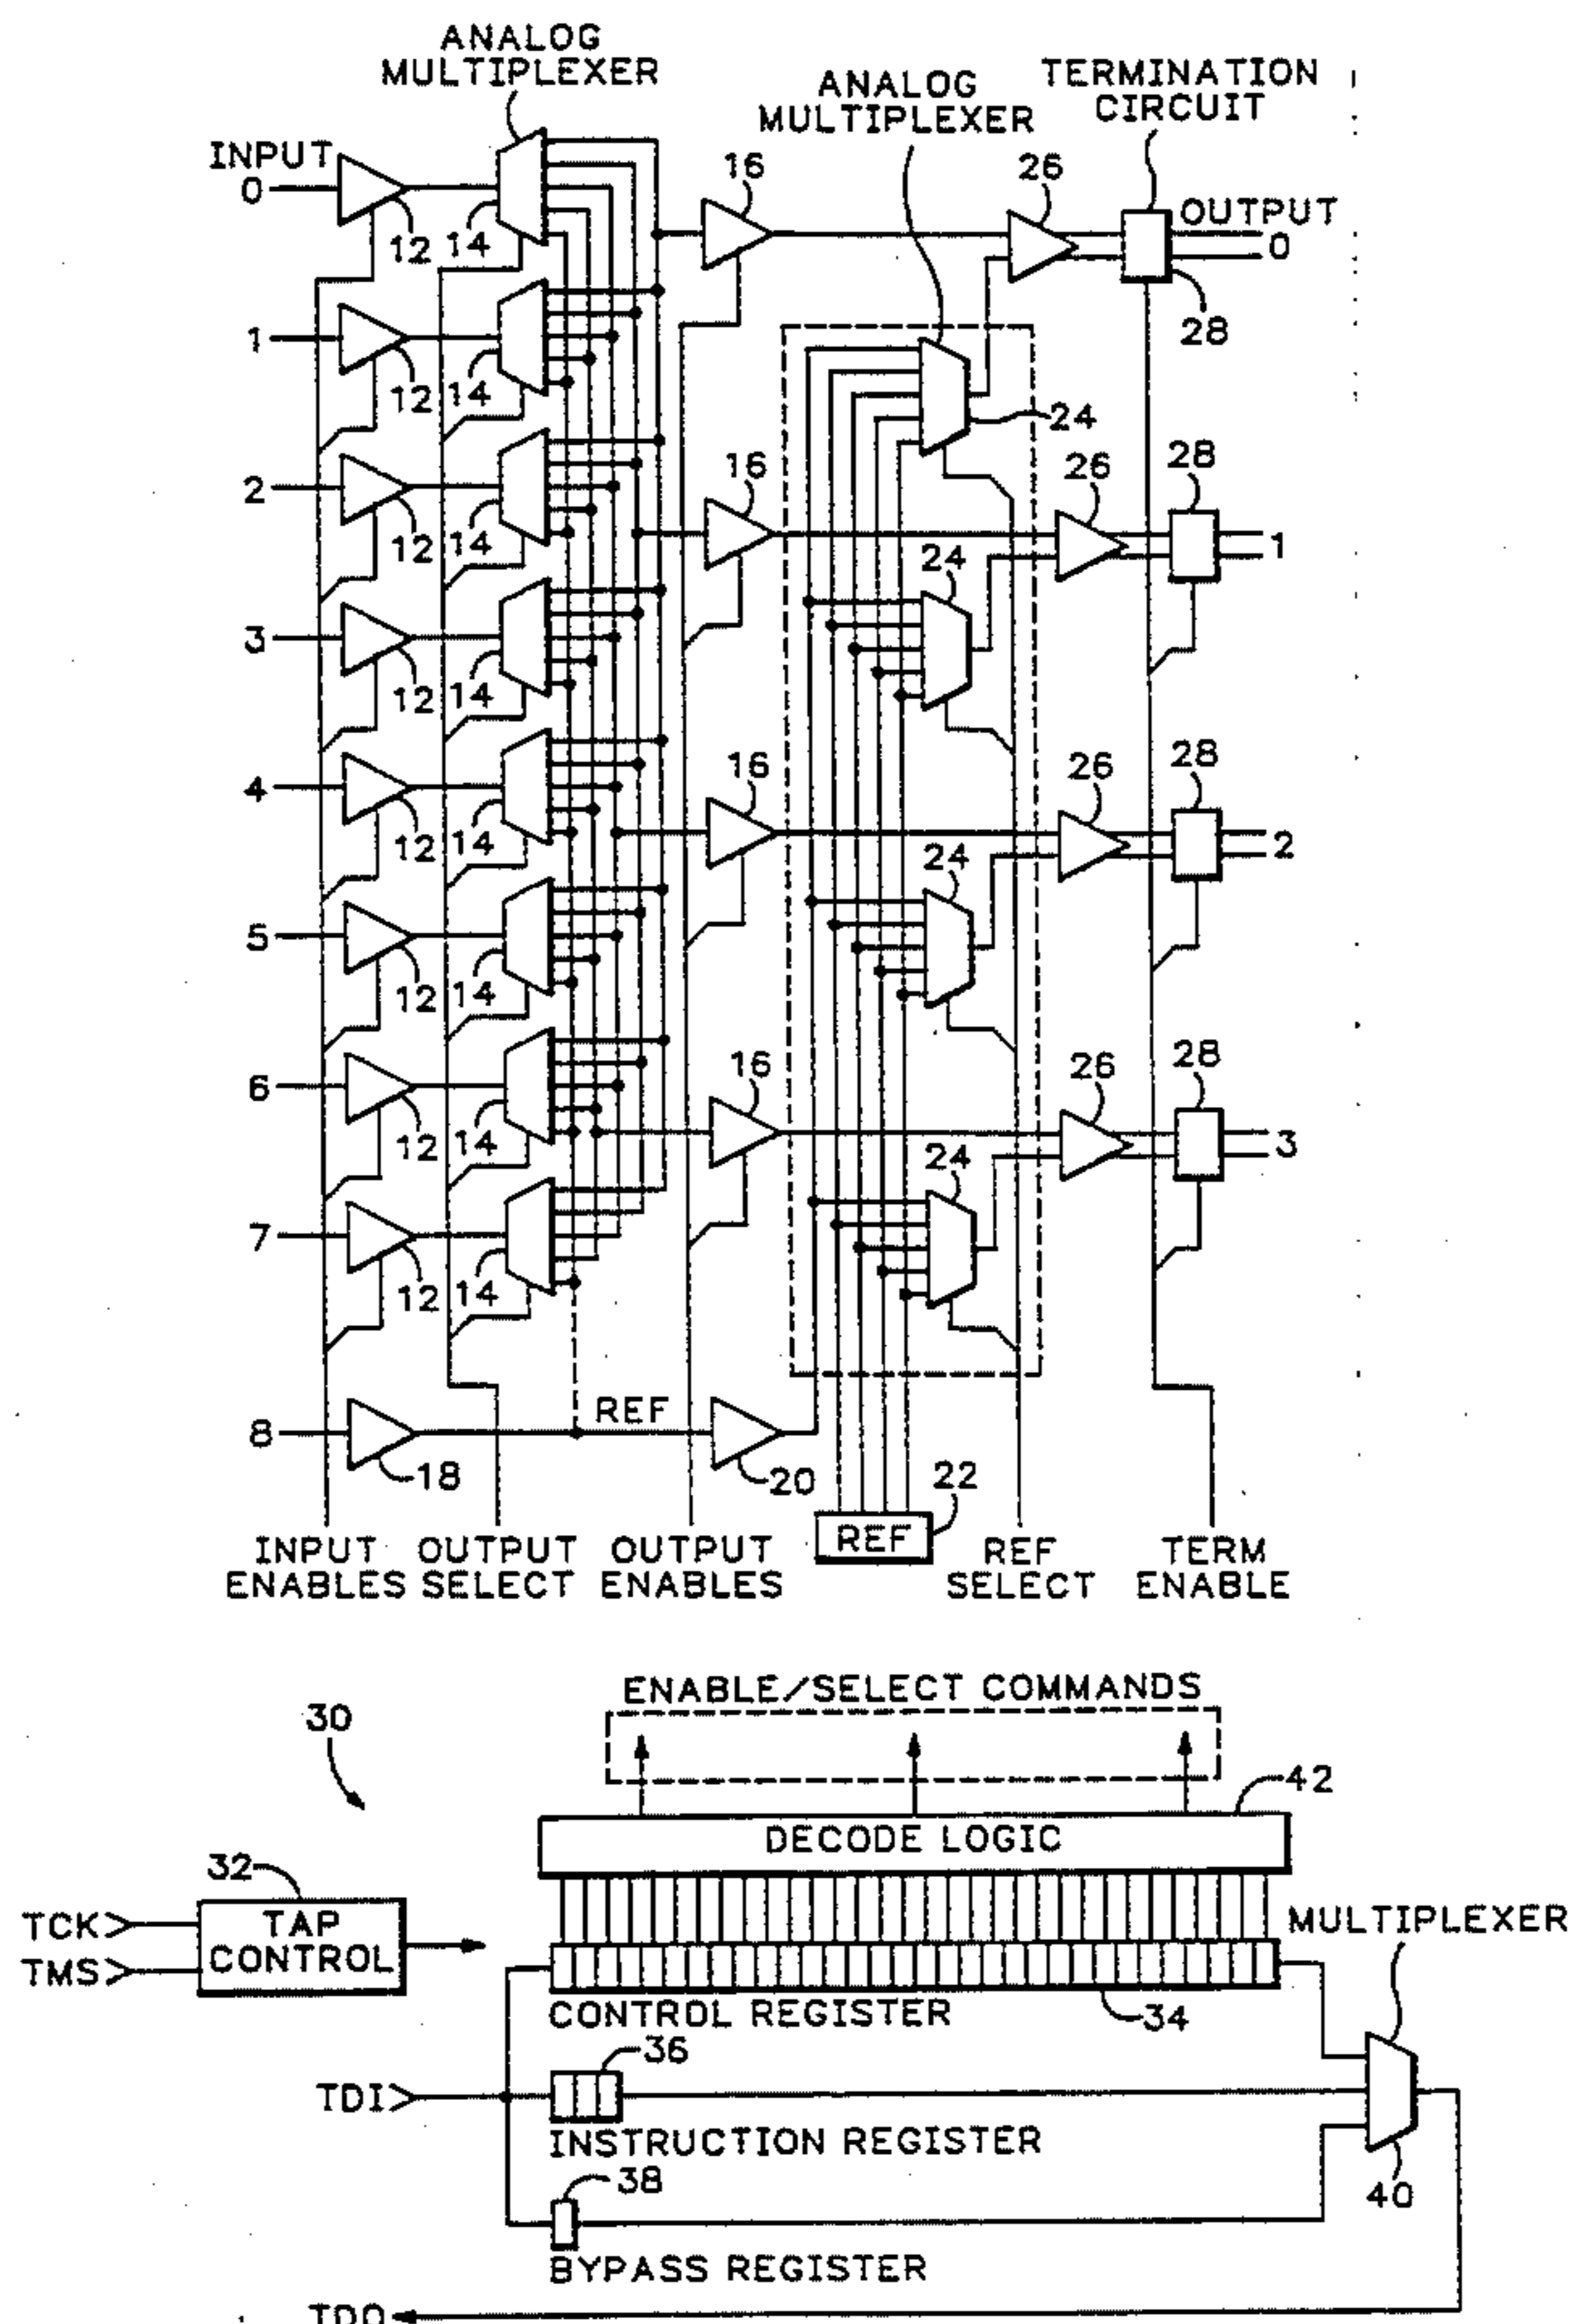 ANALOG
MULTIPLEXER
ANALOG
MULTIPLEXER
TERMINATION
CIRCUIT
INPUT
0
12
14
16
26
OUTPUT
0
28
1
12
14
24
2
12
14
16
26
28
1
3
12
14
24
4
12
14
16
26
28
2
5
12
14
24
6
12
14
16
26
28
3
7
12
14
24
8
18
REF
20
REF
22
INPUT
ENABLES
OUTPUT
SELECT
OUTPUT
ENABLES
REF
SELECT
TERM
ENABLE
ENABLE/SELECT COMMANDS
30
42
DECODE LOGIC
32
TCK
TMS
TAP
CONTROL
MULTIPLEXER
CONTROL REGISTER
34
36
TDI
INSTRUCTION REGISTER
38
40
BYPASS REGISTER
TDO